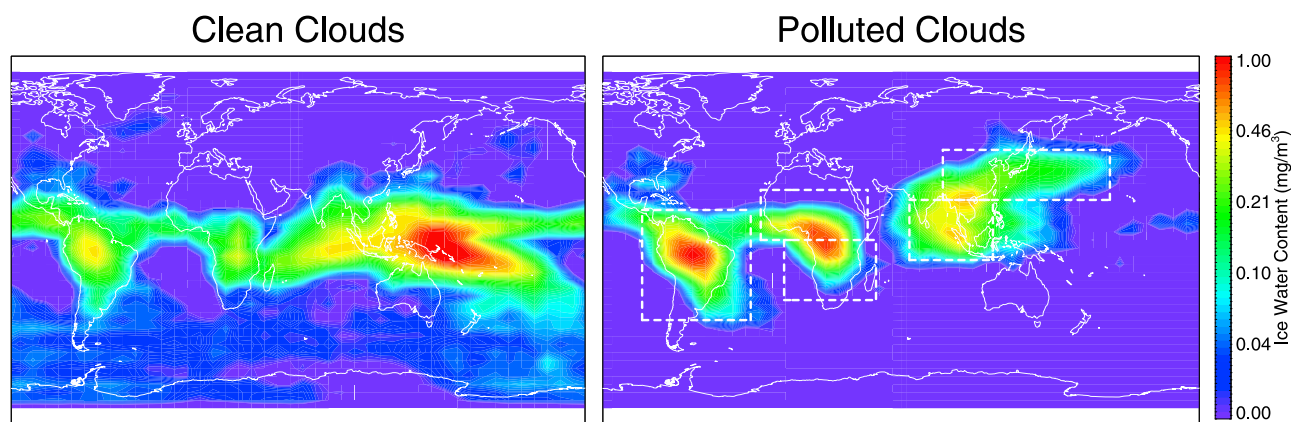 Clean Clouds
Polluted Clouds
1.00
0.46
0.21
0.10
0.04
0.00
Ice Water Content (mg/m³)